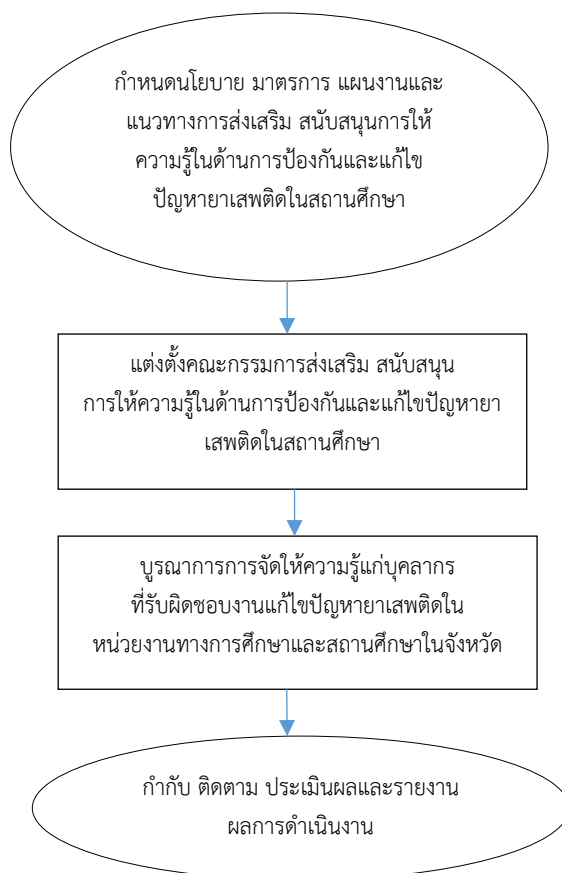 กำหนดนโยบาย มาตรการ แผนงานและ
แนวทางการส่งเสริม สนับสนุนการให้
ความรู้ในด้านการป้องกันและแก้ไข
ปัญหายาเสพติดในสถานศึกษา
แต่งตั้งคณะกรรมการส่งเสริม สนับสนุน
การให้ความรู้ในด้านการป้องกันและแก้ไขปัญหายา
เสพติดในสถานศึกษา
บูรณาการการจัดให้ความรู้แก่บุคลากร
ที่รับผิดชอบงานแก้ไขปัญหายาเสพติดใน
หน่วยงานทางการศึกษาและสถานศึกษาในจังหวัด
กำกับ ติดตาม ประเมินผลและรายงาน
ผลการดำเนินงาน